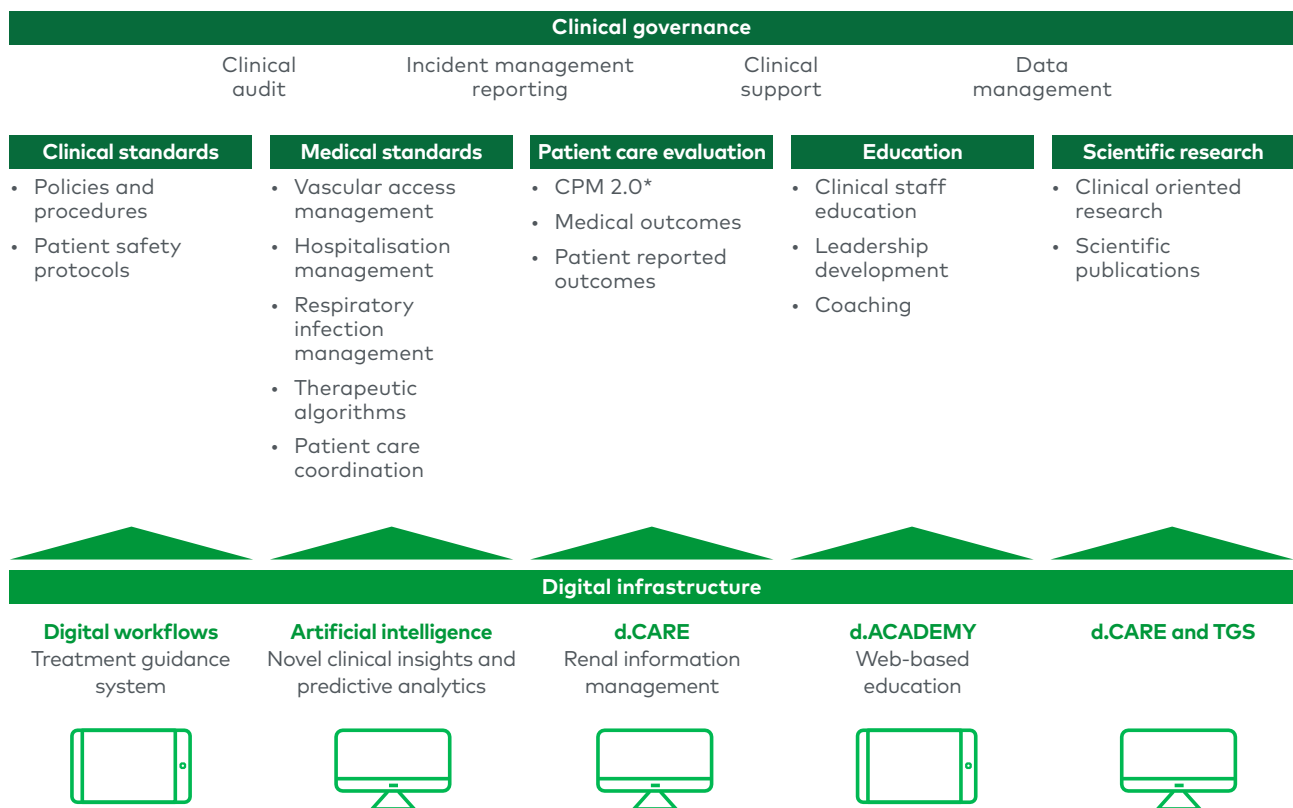 Clinical governance
Clinical
audit
Incident management
reporting
Clinical
support
Data
management
Clinical standards
• Policies and
procedures
• Patient safety
protocols
Medical standards
• Vascular access
management
• Hospitalisation
management
• Respiratory
infection
management
• Therapeutic
algorithms
• Patient care
coordination
Patient care evaluation
• CPM 2.0*
• Medical outcomes
• Patient reported
outcomes
Education
• Clinical staff
education
• Leadership
development
• Coaching
Scientific research
• Clinical oriented
research
• Scientific
publications
Digital infrastructure
Digital workflows
Treatment guidance
system
Artificial intelligence
Novel clinical insights and
predictive analytics
d.CARE
Renal information
management
d.ACADEMY
Web-based
education
d.CARE and TGS